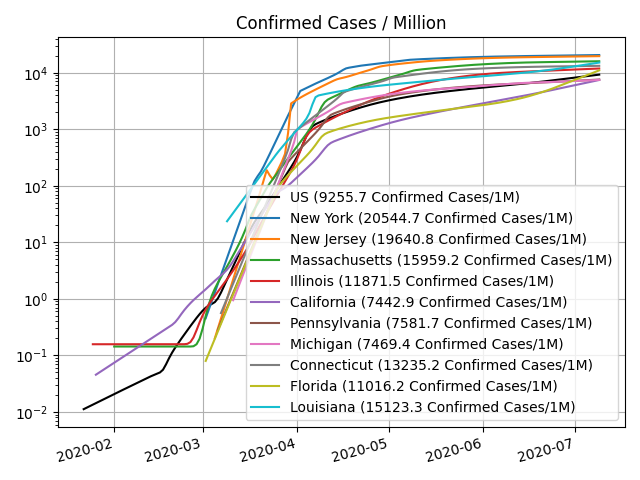 Confirmed Cases / Million
10⁴
10³
10²
10¹
10⁰
10⁻¹
10⁻²
US (9255.7 Confirmed Cases/1M)
New York (20544.7 Confirmed Cases/1M)
New Jersey (19640.8 Confirmed Cases/1M)
Massachusetts (15959.2 Confirmed Cases/1M)
Illinois (11871.5 Confirmed Cases/1M)
California (7442.9 Confirmed Cases/1M)
Pennsylvania (7581.7 Confirmed Cases/1M)
Michigan (7469.4 Confirmed Cases/1M)
Connecticut (13235.2 Confirmed Cases/1M)
Florida (11016.2 Confirmed Cases/1M)
Louisiana (15123.3 Confirmed Cases/1M)
2020-02 2020-03 2020-04 2020-05 2020-06 2020-07